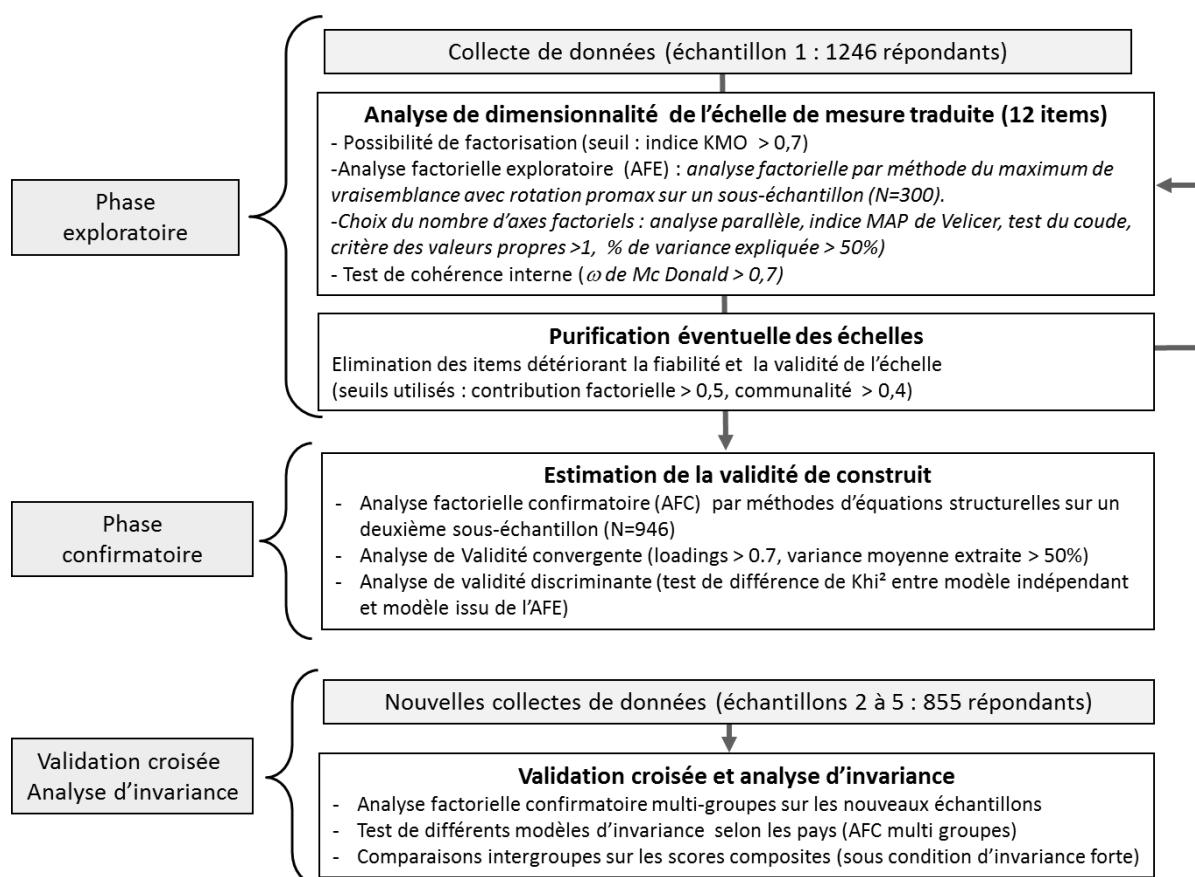 Collecte de données (échantillon 1 : 1246 répondants)
Phase
exploratoire
Analyse de dimensionnalité de l'échelle de mesure traduite (12 items)
- Possibilité de factorisation (seuil : indice KMO > 0,7)
-Analyse factorielle exploratoire (AFE) : analyse factorielle par méthode du maximum de
vraisemblance avec rotation promax sur un sous-échantillon (N=300).
-Choix du nombre d'axes factoriels : analyse parallèle, indice MAP de Velicer, test du coude,
critère des valeurs propres >1, % de variance expliquée > 50%)
- Test de cohérence interne (ω de Mc Donald > 0,7)
Purification éventuelle des échelles
Elimination des items détériorant la fiabilité et la validité de l'échelle
(seuils utilisés : contribution factorielle > 0,5, communalité > 0,4)
Phase
confirmatoire
Estimation de la validité de construit
- Analyse factorielle confirmatoire (AFC) par méthodes d'équations structurelles sur un
deuxième sous-échantillon (N=946)
- Analyse de Validité convergente (loadings > 0.7, variance moyenne extraite > 50%)
- Analyse de validité discriminante (test de différence de Khi² entre modèle indépendant
et modèle issu de l'AFE)
Nouvelles collectes de données (échantillons 2 à 5 : 855 répondants)
Validation croisée
Analyse d'invariance
Validation croisée et analyse d'invariance
- Analyse factorielle confirmatoire multi-groupes sur les nouveaux échantillons
- Test de différents modèles d'invariance selon les pays (AFC multi groupes)
- Comparaisons intergroupes sur les scores composites (sous condition d'invariance forte)